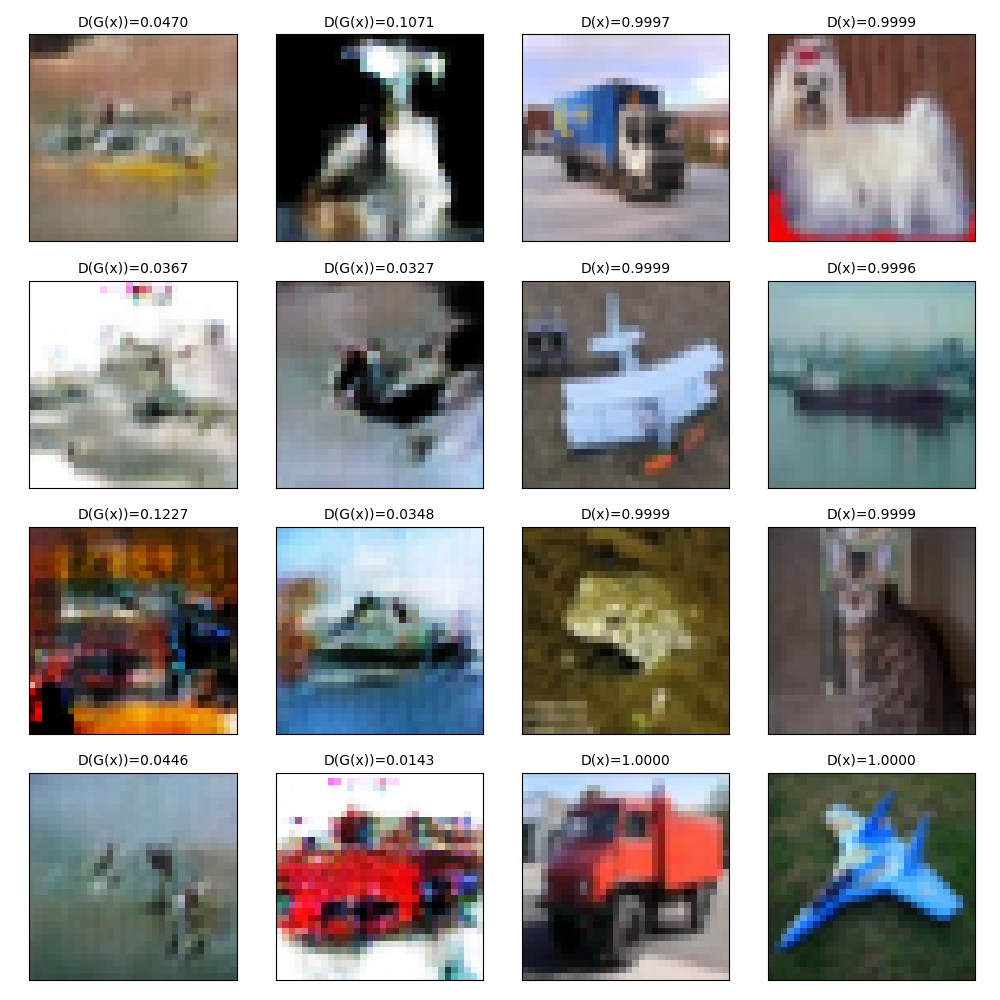 D(G(x))=0.0470
D(G(x))=0.1071
D(x)=0.9997
D(x)=0.9999
D(G(x))=0.0367
D(G(x))=0.0327
D(x)=0.9999
D(x)=0.9996
D(G(x))=0.1227
D(G(x))=0.0348
D(x)=0.9999
D(x)=0.9999
D(G(x))=0.0446
D(G(x))=0.0143
D(x)=1.0000
D(x)=1.0000